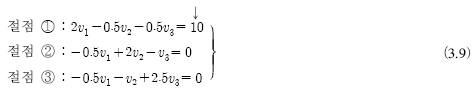 절점 ① : 2v₁−0.5v₂−0.5v₃= 10
절점 ② : −0.5v₁+2v₂−v₃= 0
절점 ③ : −0.5v₁−v₂+2.5v₃= 0
(3.9)